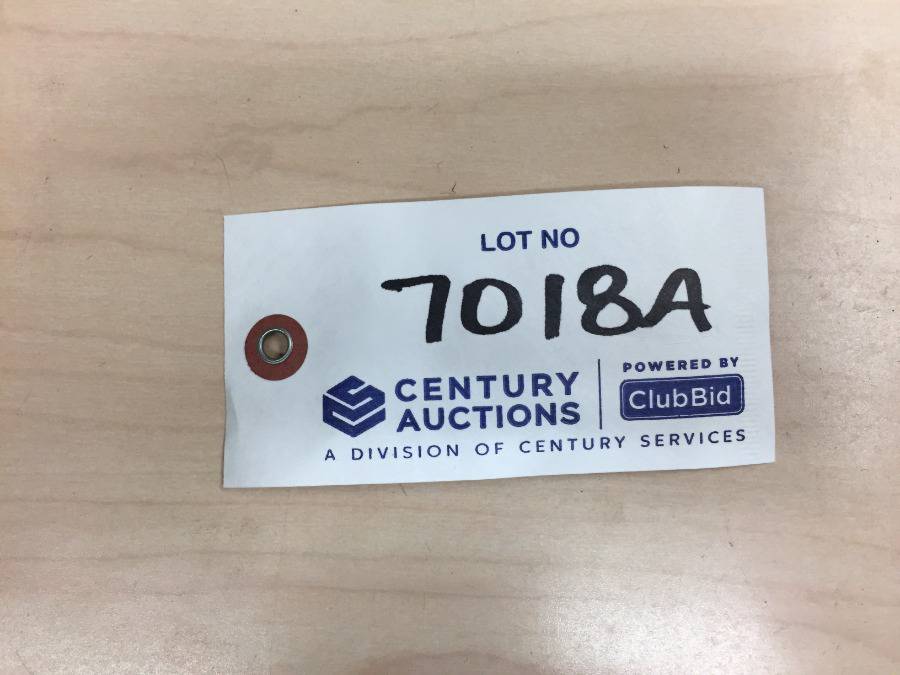 LOT NO
7018A
CENTURY
AUCTIONS
POWERED BY
ClubBid
A DIVISION OF CENTURY SERVICES